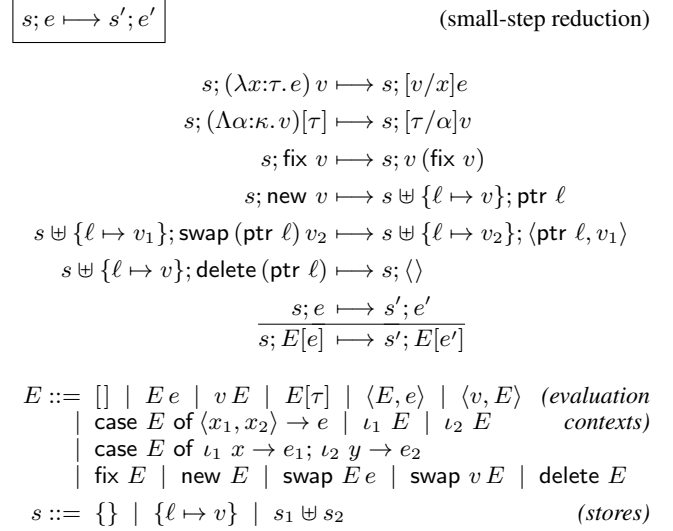 s; e ⟼ s′; e′ (small-step reduction)
s; (λx:τ. e) v ⟼ s; [v/x]e
s; (Λα:κ. v)[τ] ⟼ s; [τ/α]v
s; fix v ⟼ s; v (fix v)
s; new v ⟼ s ⊎ {ℓ ↦ v}; ptr ℓ
s ⊎ {ℓ ↦ v₁}; swap (ptr ℓ) v₂ ⟼ s ⊎ {ℓ ↦ v₂}; ⟨ptr ℓ, v₁⟩
s ⊎ {ℓ ↦ v}; delete (ptr ℓ) ⟼ s; ⟨⟩
s; e ⟼ s′; e′
s; E[e] ⟼ s′; E[e′]
E ::= [] | E e | v E | E[τ] | ⟨E, e⟩ | ⟨v, E⟩ (evaluation
| case E of ⟨x₁, x₂⟩ → e | ι₁ E | ι₂ E contexts)
| case E of ι₁ x → e₁; ι₂ y → e₂
| fix E | new E | swap E e | swap v E | delete E
s ::= {} | {ℓ ↦ v} | s₁ ⊎ s₂ (stores)